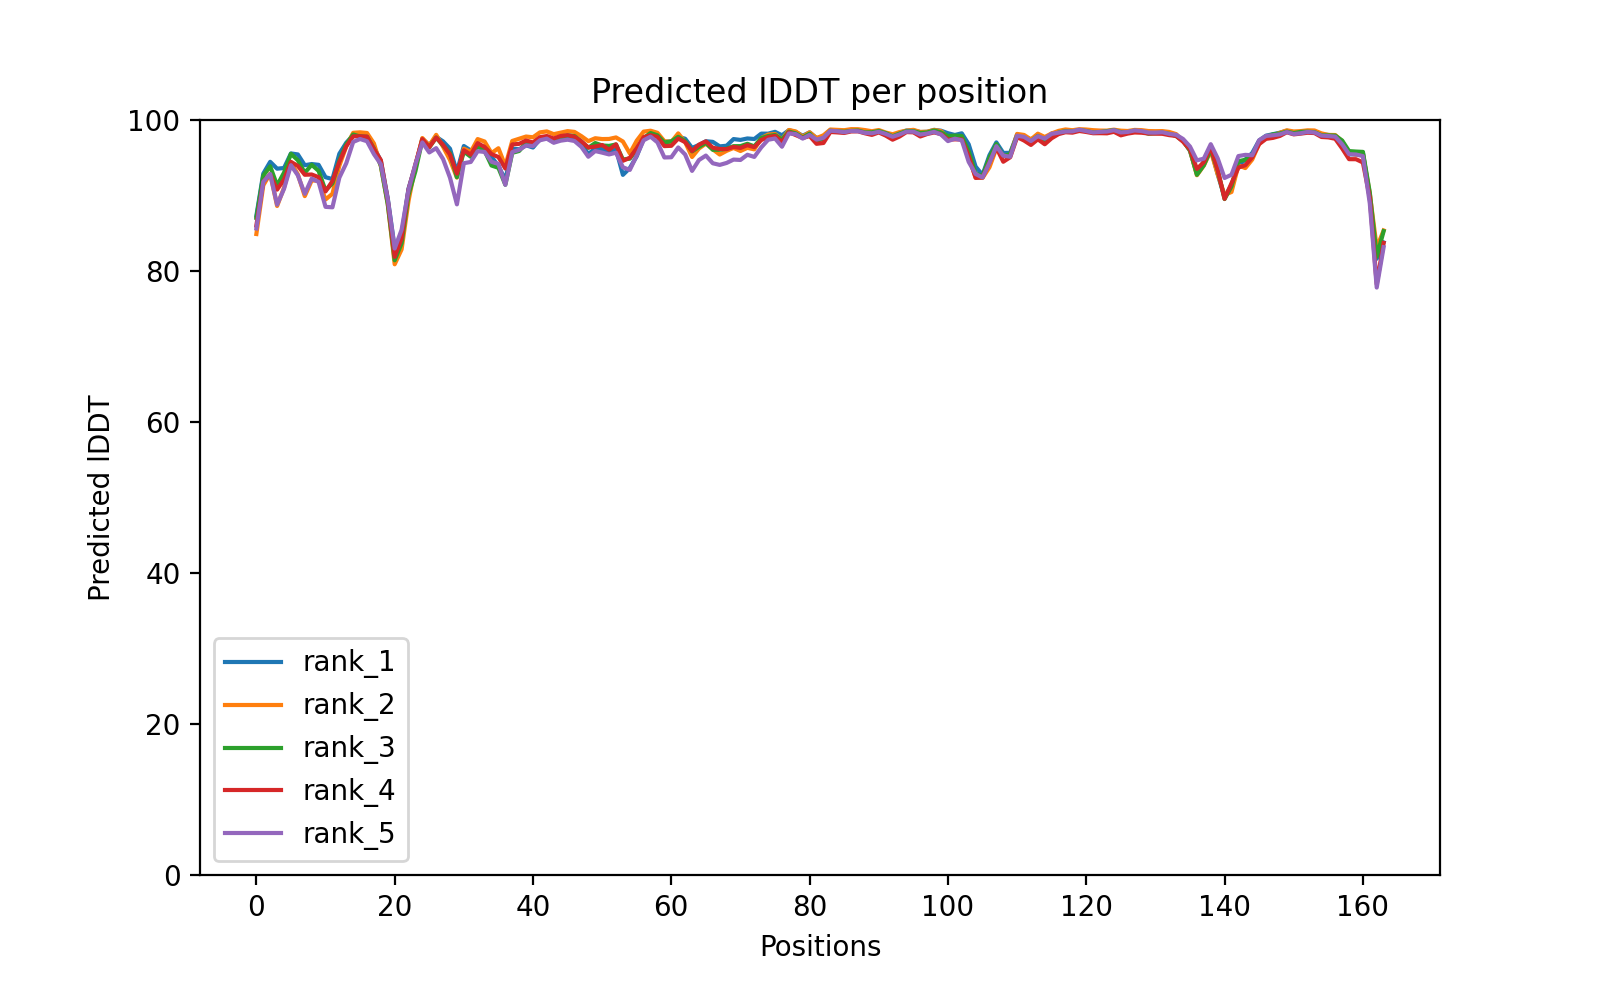 Predicted lDDT per position
100
80
60
40
20
0
Predicted lDDT
rank_1
rank_2
rank_3
rank_4
rank_5
0 20 40 60 80 100 120 140 160
Positions